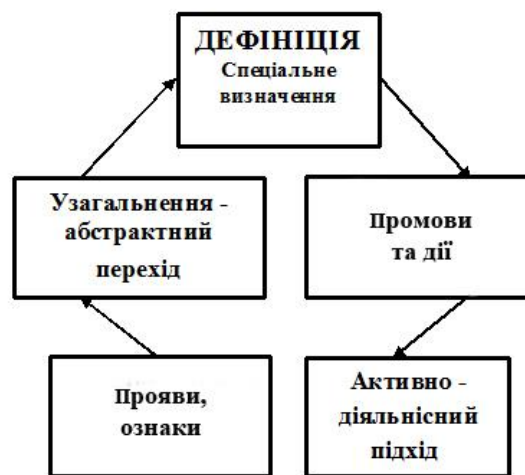 ДЕФІНІЦІЯ
Спеціальне
визначення
Узагальнення -
абстрактний
перехід
Промови
та дії
Прояви,
ознаки
Активно -
діяльнісний
підхід